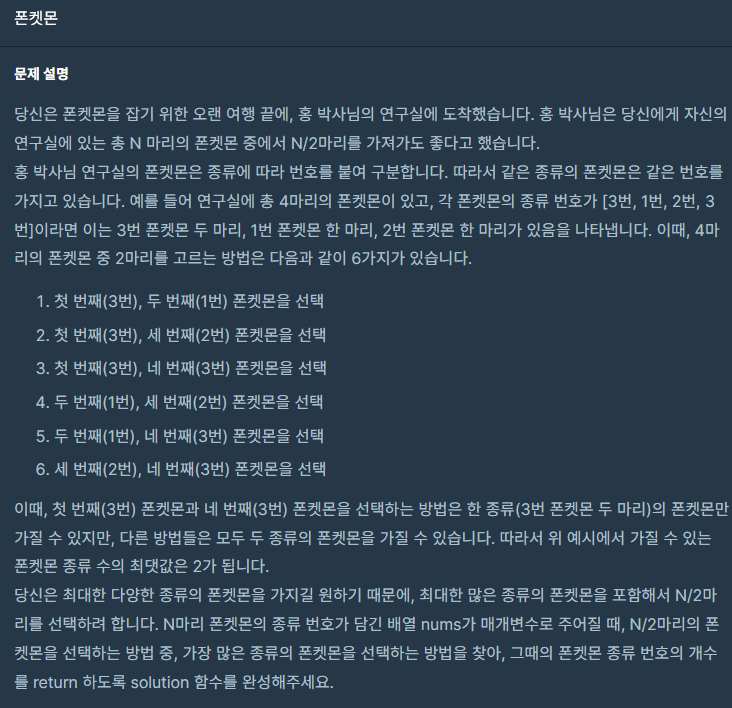 폰켓몬
문제 설명
당신은 폰켓몬을 잡기 위한 오랜 여행 끝에, 홍 박사님의 연구실에 도착했습니다. 홍 박사님은 당신에게 자신의
연구실에 있는 총 N 마리의 폰켓몬 중에서 N/2마리를 가져가도 좋다고 했습니다.
홍 박사님 연구실의 폰켓몬은 종류에 따라 번호를 붙여 구분합니다. 따라서 같은 종류의 폰켓몬은 같은 번호를
가지고 있습니다. 예를 들어 연구실에 총 4마리의 폰켓몬이 있고, 각 폰켓몬의 종류 번호가 [3번, 1번, 2번, 3
번]이라면 이는 3번 폰켓몬 두 마리, 1번 폰켓몬 한 마리, 2번 폰켓몬 한 마리가 있음을 나타냅니다. 이때, 4마
리의 폰켓몬 중 2마리를 고르는 방법은 다음과 같이 6가지가 있습니다.
1. 첫 번째(3번), 두 번째(1번) 폰켓몬을 선택
2. 첫 번째(3번), 세 번째(2번) 폰켓몬을 선택
3. 첫 번째(3번), 네 번째(3번) 폰켓몬을 선택
4. 두 번째(1번), 세 번째(2번) 폰켓몬을 선택
5. 두 번째(1번), 네 번째(3번) 폰켓몬을 선택
6. 세 번째(2번), 네 번째(3번) 폰켓몬을 선택
이때, 첫 번째(3번) 폰켓몬과 네 번째(3번) 폰켓몬을 선택하는 방법은 한 종류(3번 폰켓몬 두 마리)의 폰켓몬만
가질 수 있지만, 다른 방법들은 모두 두 종류의 폰켓몬을 가질 수 있습니다. 따라서 위 예시에서 가질 수 있는
폰켓몬 종류 수의 최댓값은 2가 됩니다.
당신은 최대한 다양한 종류의 폰켓몬을 가지길 원하기 때문에, 최대한 많은 종류의 폰켓몬을 포함해서 N/2마
리를 선택하려 합니다. N마리 폰켓몬의 종류 번호가 담긴 배열 nums가 매개변수로 주어질 때, N/2마리의 폰
켓몬을 선택하는 방법 중, 가장 많은 종류의 폰켓몬을 선택하는 방법을 찾아, 그때의 폰켓몬 종류 번호의 개수
를 return 하도록 solution 함수를 완성해주세요.